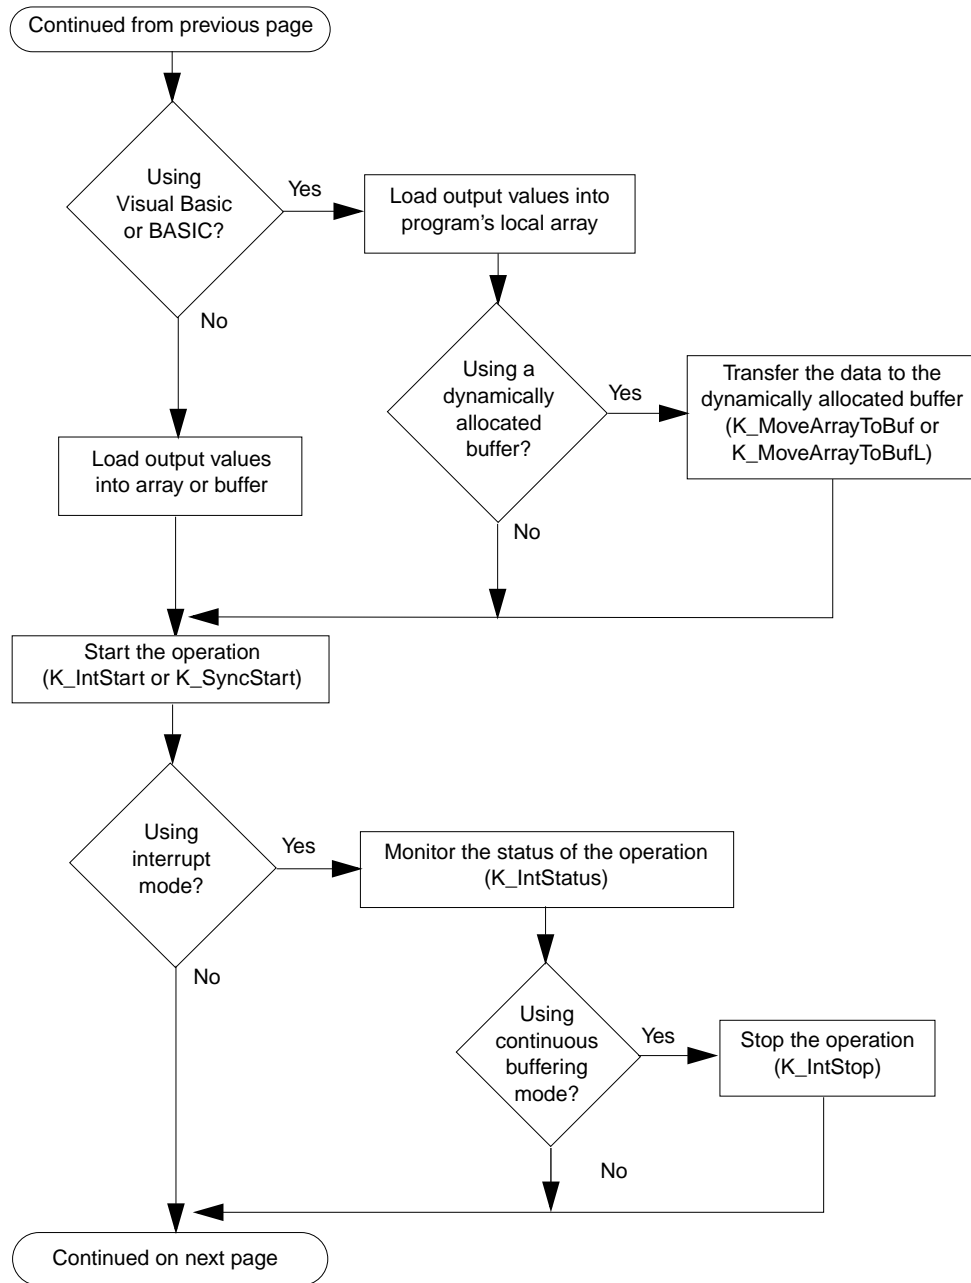 Continued from previous page
Using
Visual Basic
or BASIC?
Yes
Load output values into
program’s local array
No
Using a
dynamically
allocated
buffer?
Yes
Transfer the data to the
dynamically allocated buffer
(K_MoveArrayToBuf or
K_MoveArrayToBufL)
Load output values
into array or buffer
No
Start the operation
(K_IntStart or K_SyncStart)
Using
interrupt
mode?
Yes
Monitor the status of the operation
(K_IntStatus)
No
Using
continuous
buffering
mode?
Yes
Stop the operation
(K_IntStop)
No
Continued on next page